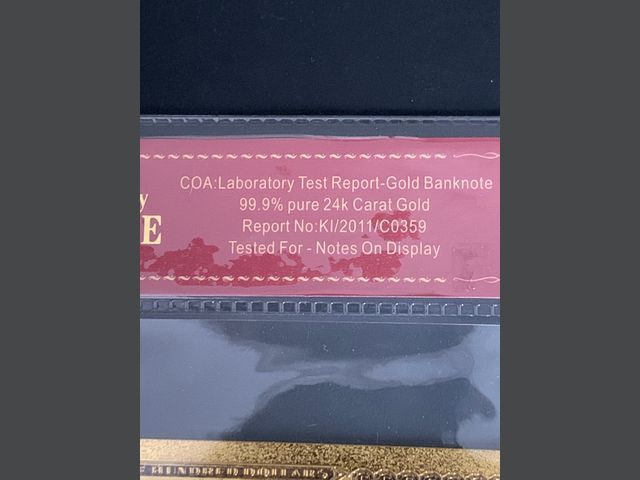 COA:Laboratory Test Report-Gold Banknote
99.9% pure 24k Carat Gold
Report No:KI/2011/C0359
Tested For - Notes On Display
y
E